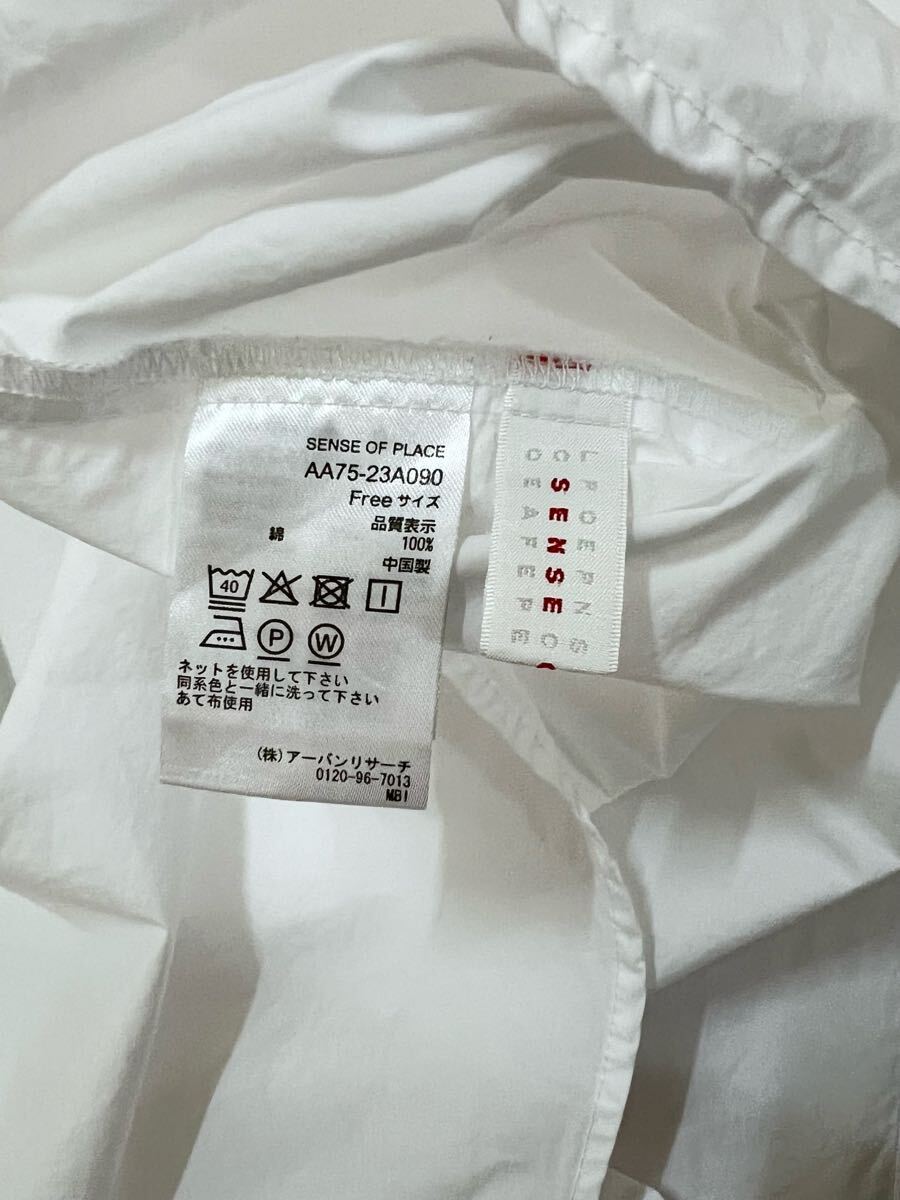 SENSE OF PLACE
AA75-23A090
Free サイズ
品質表示
綿 100%
中国製
40
P W
ネットを使用して下さい
同系色と一緒に洗って下さい
あて布使用
(株) アーバンリサーチ
0120-96-7013
MBI
SENSE